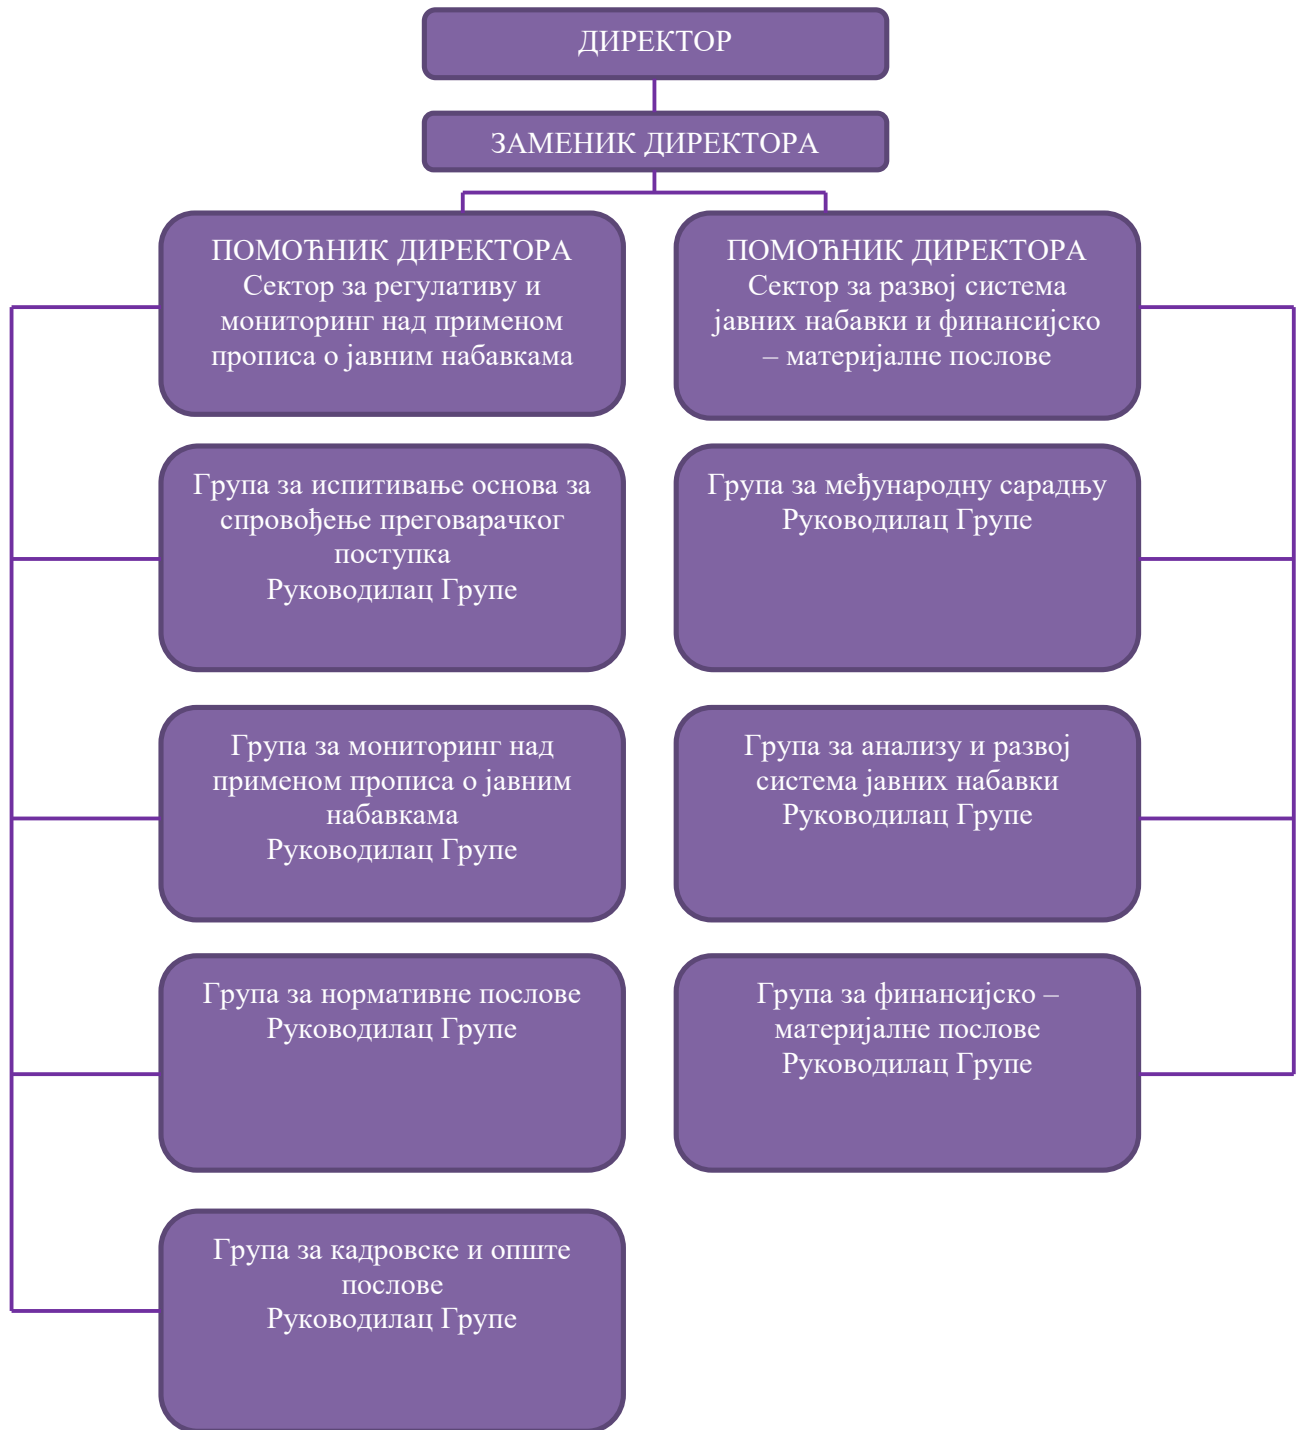 ДИРЕКТОР
ЗАМЕНИК ДИРЕКТОРА
ПОМОЋНИК ДИРЕКТОРА
Сектор за регулативу и
мониторинг над применом
прописа о јавним набавкама
ПОМОЋНИК ДИРЕКТОРА
Сектор за развој система
јавних набавки и финансијско
– материјалне послове
Група за испитивање основа за
спровођење преговарачког
поступка
Руководилац Групе
Група за међународну сарадњу
Руководилац Групе
Група за мониторинг над
применом прописа о јавним
набавкама
Руководилац Групе
Група за анализу и развој
система јавних набавки
Руководилац Групе
Група за нормативне послове
Руководилац Групе
Група за финансијско –
материјалне послове
Руководилац Групе
Група за кадровске и опште
послове
Руководилац Групе